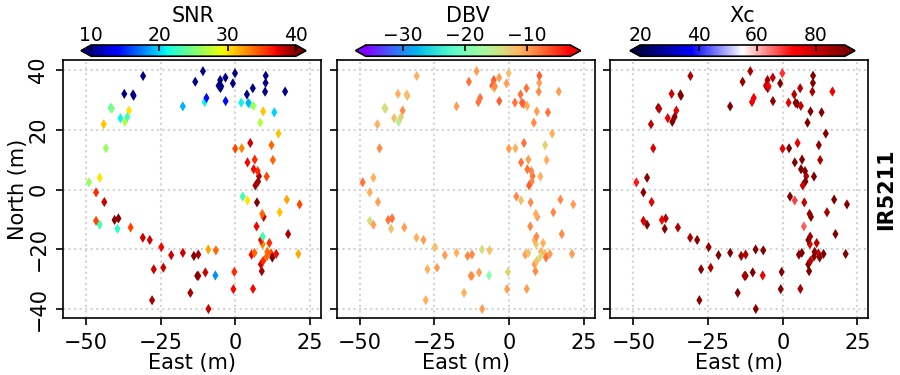 SNR DBV Xc
10 20 30 40 −30 −20 −10 20 40 60 80
40
20
0
−20
−40
North (m)
IR5211
−50 −25 0 25 −50 −25 0 25 −50 −25 0 25
East (m) East (m) East (m)